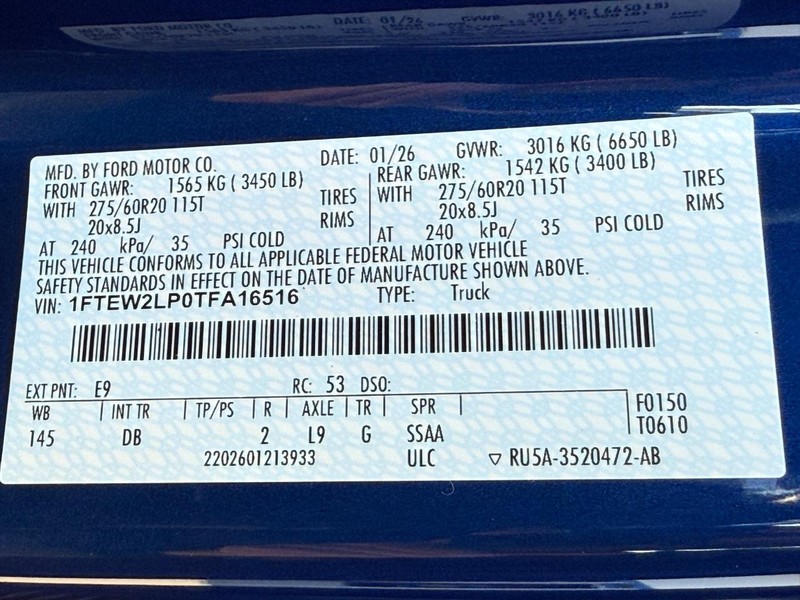 MFD. BY FORD MOTOR CO. DATE: 01/26 GVWR: 3016 KG ( 6650 LB)
FRONT GAWR: 1565 KG ( 3450 LB) REAR GAWR: 1542 KG ( 3400 LB)
WITH 275/60R20 115T TIRES WITH 275/60R20 115T TIRES
20x8.5J RIMS 20x8.5J RIMS
AT 240 kPa/ 35 PSI COLD AT 240 kPa/ 35 PSI COLD
THIS VEHICLE CONFORMS TO ALL APPLICABLE FEDERAL MOTOR VEHICLE
SAFETY STANDARDS IN EFFECT ON THE DATE OF MANUFACTURE SHOWN ABOVE.
VIN: 1FTEW2LP0TFA16516 TYPE: Truck
EXT PNT: E9 RC: 53 DSO:
WB INT TR TP/PS R AXLE TR SPR F0150
145 DB 2 L9 G SSAA T0610
2202601213933 ULC ▽ RU5A-3520472-AB